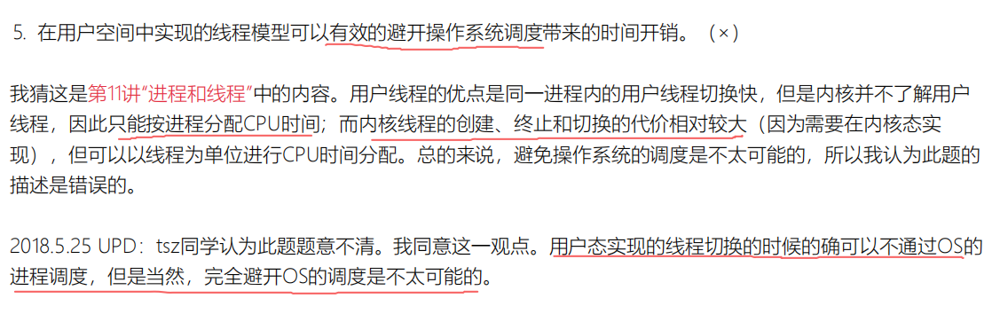 5. 在用户空间中实现的线程模型可以有效的避开操作系统调度带来的时间开销。（×）
我猜这是第11讲“进程和线程”中的内容。用户线程的优点是同一进程内的用户线程切换快，但是内核并不了解用户
线程，因此只能按进程分配CPU时间；而内核线程的创建、终止和切换的代价相对较大（因为需要在内核态实
现），但可以以线程为单位进行CPU时间分配。总的来说，避免操作系统的调度是不太可能的，所以我认为此题的
描述是错误的。
2018.5.25 UPD：tsz同学认为此题题意不清。我同意这一观点。用户态实现的线程切换的时候的确可以不通过OS的
进程调度，但是当然，完全避开OS的调度是不太可能的。